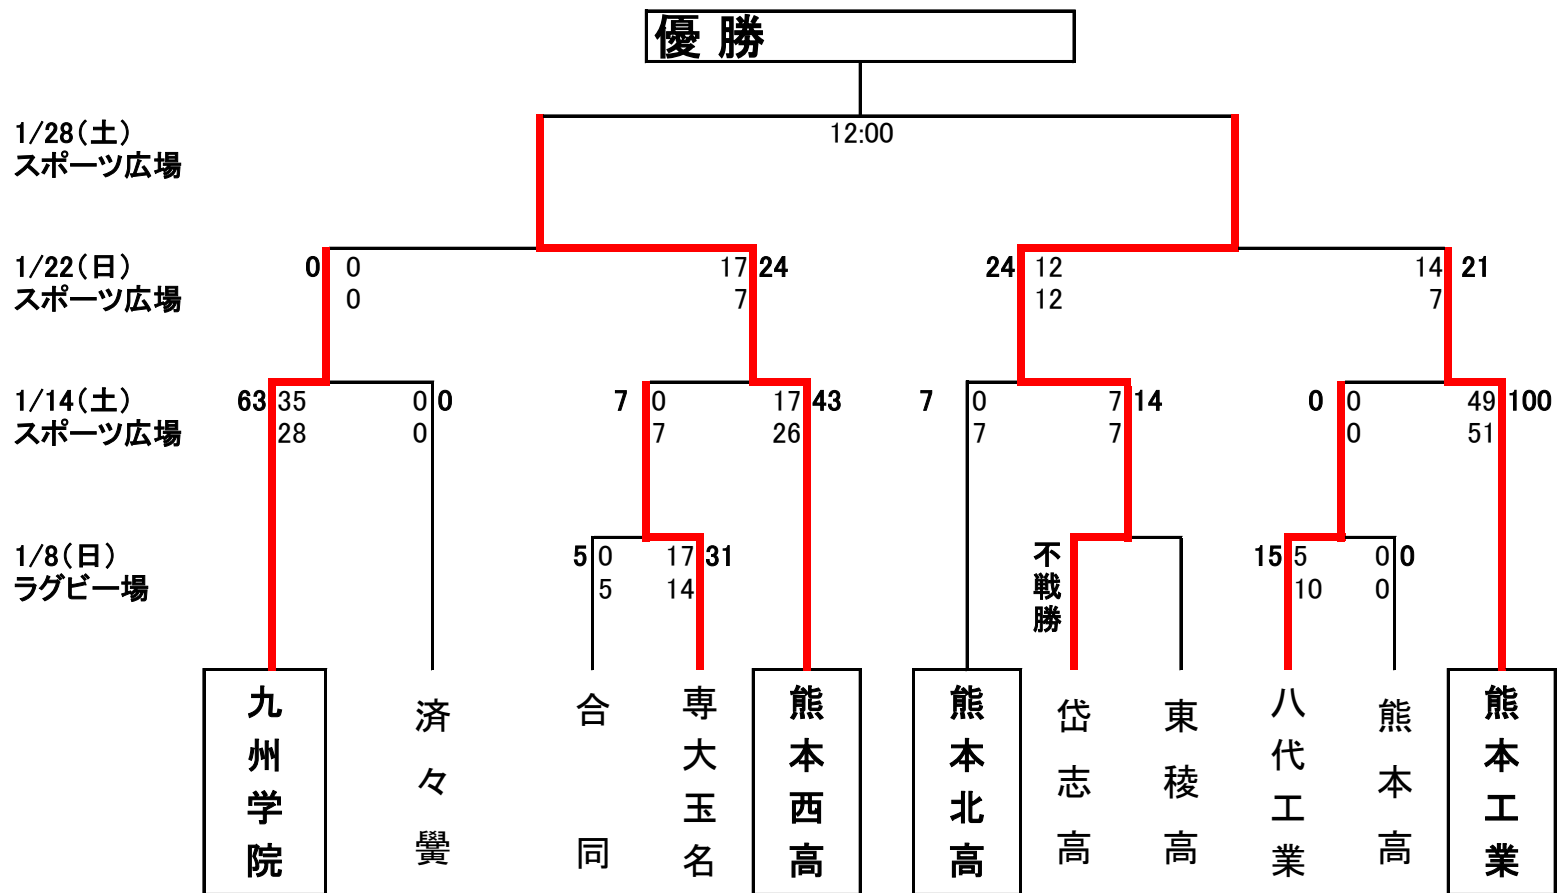 優 勝
1/28(土)
スポーツ広場
12:00
1/22(日)
スポーツ広場
0 0 17 24 24 12 14 21
0 7 12 7
1/14(土)
スポーツ広場
63 35 0 0 7 0 17 43 7 0 7 14 0 0 49 100
28 0 7 26 7 7 0 51
1/8(日)
ラグビー場
5 0 17 31 不戦勝 15 5 0 0
5 14 10 0
九州学院
済々黌
合同
専大玉名
熊本西高
熊本北高
岱志高
東稜高
八代工業
熊本高
熊本工業